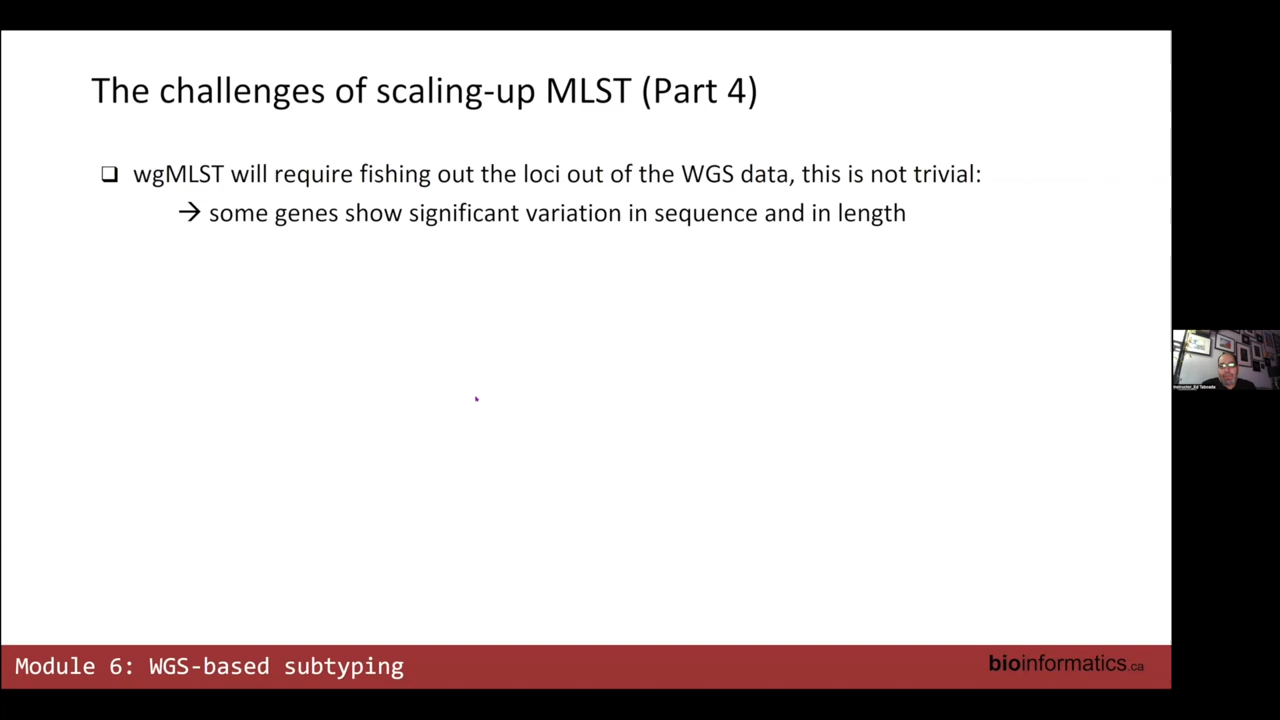 The challenges of scaling-up MLST (Part 4)
❑ wgMLST will require fishing out the loci out of the WGS data, this is not trivial:
→ some genes show significant variation in sequence and in length
Instructor_Ed Taboada
Module 6: WGS-based subtyping
bioinformatics.ca